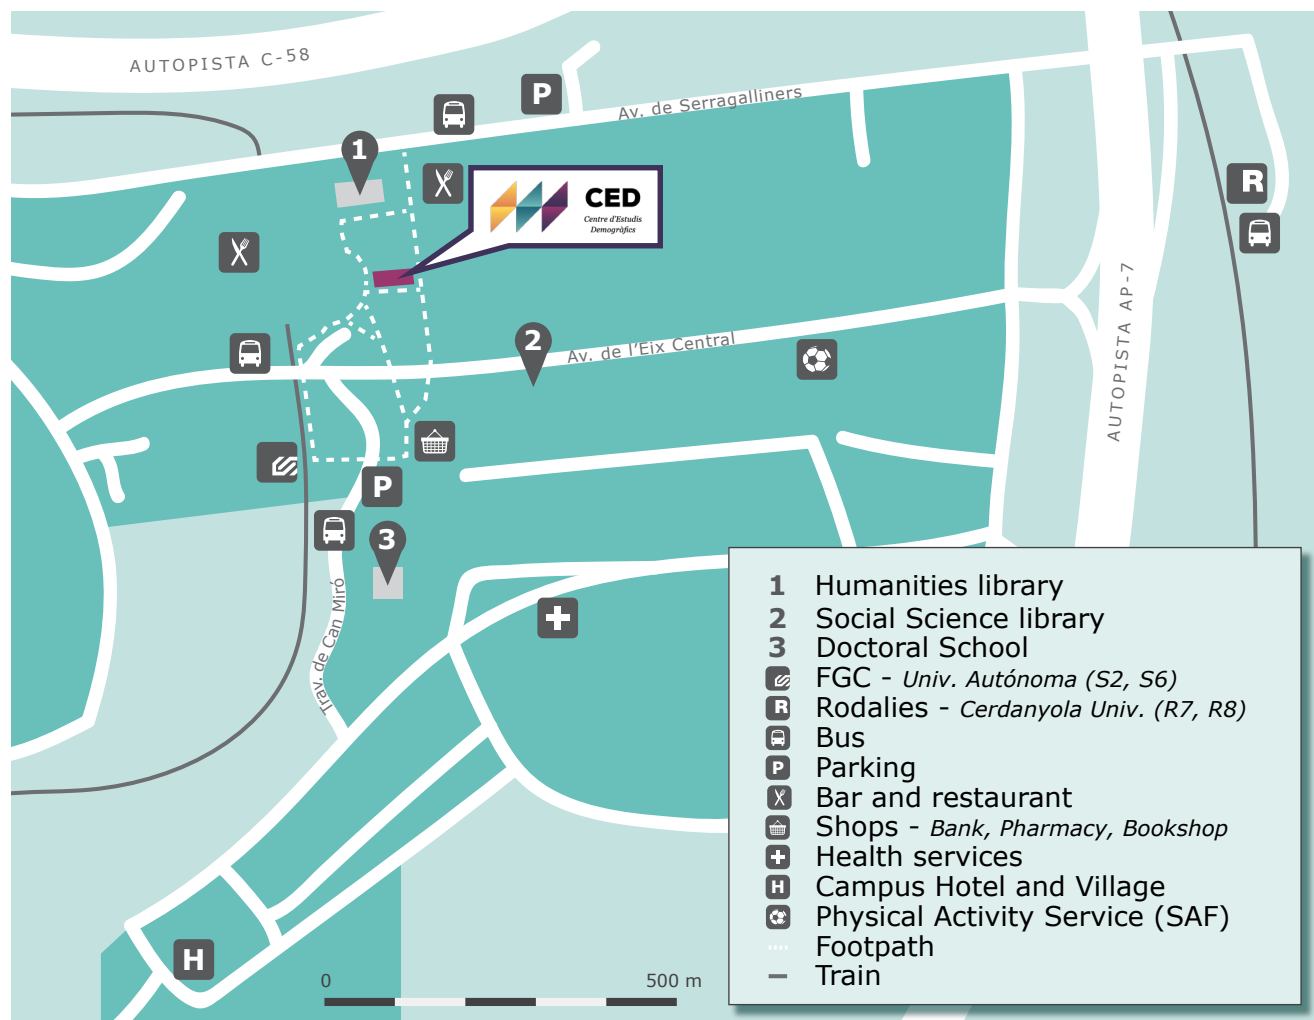 AUTOPISTA C-58
P
Av. de Serragalliners
1
CED
Centre d'Estudis
Demogràfics
R
AUTOPISTA AP-7
2
Av. de l'Eix Central
P
3
Trav. de Can Miró
H
0 500 m
1 Humanities library
2 Social Science library
3 Doctoral School
FGC - Univ. Autónoma (S2, S6)
R Rodalies - Cerdanyola Univ. (R7, R8)
Bus
P Parking
Bar and restaurant
Shops - Bank, Pharmacy, Bookshop
Health services
H Campus Hotel and Village
Physical Activity Service (SAF)
Footpath
Train